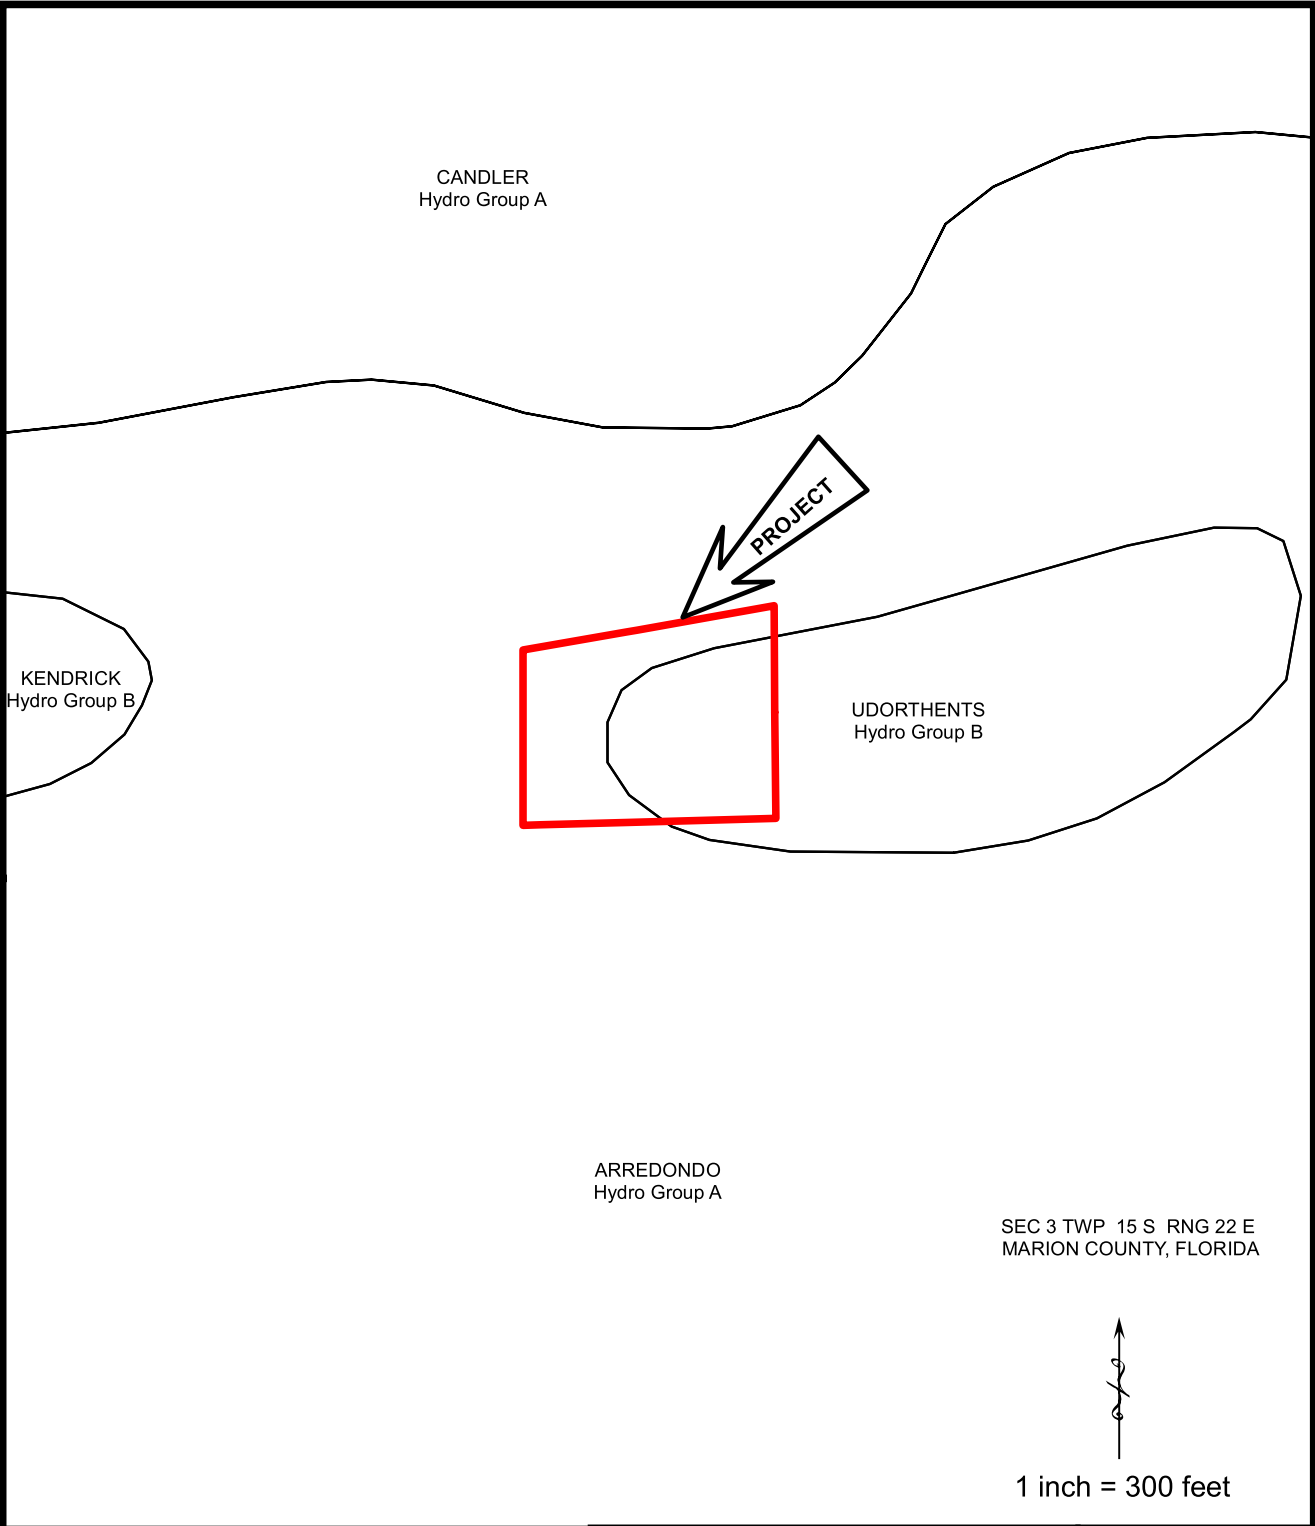 CANDLER
Hydro Group A
PROJECT
KENDRICK
Hydro Group B
UDORTHENTS
Hydro Group B
ARREDONDO
Hydro Group A
SEC 3 TWP  15 S  RNG 22 E
MARION COUNTY, FLORIDA
N
1 inch = 300 feet